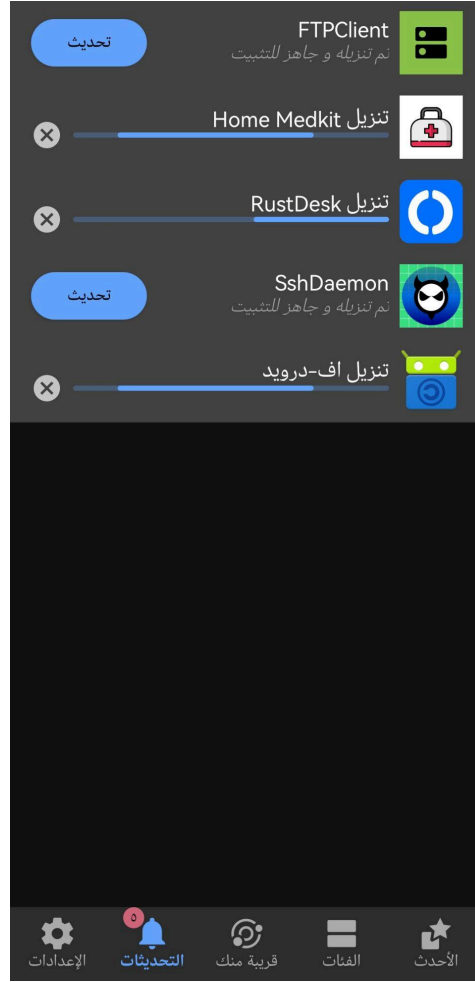 FTPClient
تم تنزيله و جاهز للتثبيت
تحديث
تنزيل Home Medkit
تنزيل RustDesk
SshDaemon
تم تنزيله و جاهز للتثبيت
تحديث
تنزيل اف-درويد
الأحدث
الفئات
قريبة منك
التحديثات
٥
الإعدادات